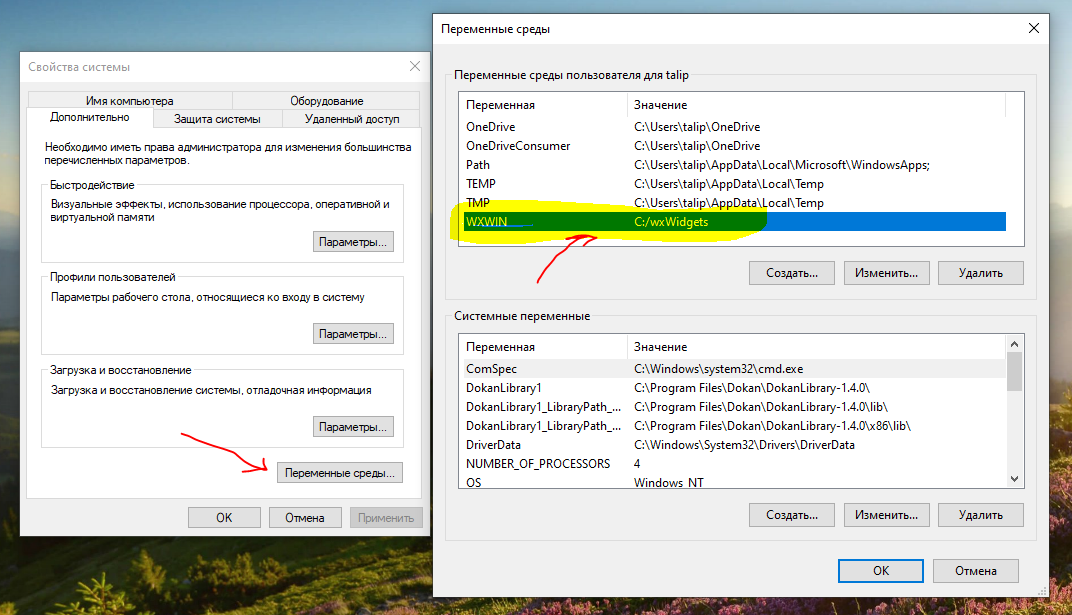 Свойства системы
Имя компьютера Оборудование
Дополнительно Защита системы Удаленный доступ
Необходимо иметь права администратора для изменения большинства
перечисленных параметров.
Быстродействие
Визуальные эффекты, использование процессора, оперативной и
виртуальной памяти
Параметры...
Профили пользователей
Параметры рабочего стола, относящиеся ко входу в систему
Параметры...
Загрузка и восстановление
Загрузка и восстановление системы, отладочная информация
Параметры...
Переменные среды...
ОК Отмена Применить
Переменные среды
Переменные среды пользователя для talip
Переменная Значение
OneDrive C:\Users\talip\OneDrive
OneDriveConsumer C:\Users\talip\OneDrive
Path C:\Users\talip\AppData\Local\Microsoft\WindowsApps;
TEMP C:\Users\talip\AppData\Local\Temp
TMP C:\Users\talip\AppData\Local\Temp
WXWIN C:/wxWidgets
Создать... Изменить... Удалить
Системные переменные
Переменная Значение
ComSpec C:\Windows\system32\cmd.exe
DokanLibrary1 C:\Program Files\Dokan\DokanLibrary-1.4.0\
DokanLibrary1_LibraryPath_... C:\Program Files\Dokan\DokanLibrary-1.4.0\lib\
DokanLibrary1_LibraryPath_... C:\Program Files\Dokan\DokanLibrary-1.4.0\x86\lib\
DriverData C:\Windows\System32\Drivers\DriverData
NUMBER_OF_PROCESSORS 4
OS Windows_NT
Создать... Изменить... Удалить
ОК Отмена